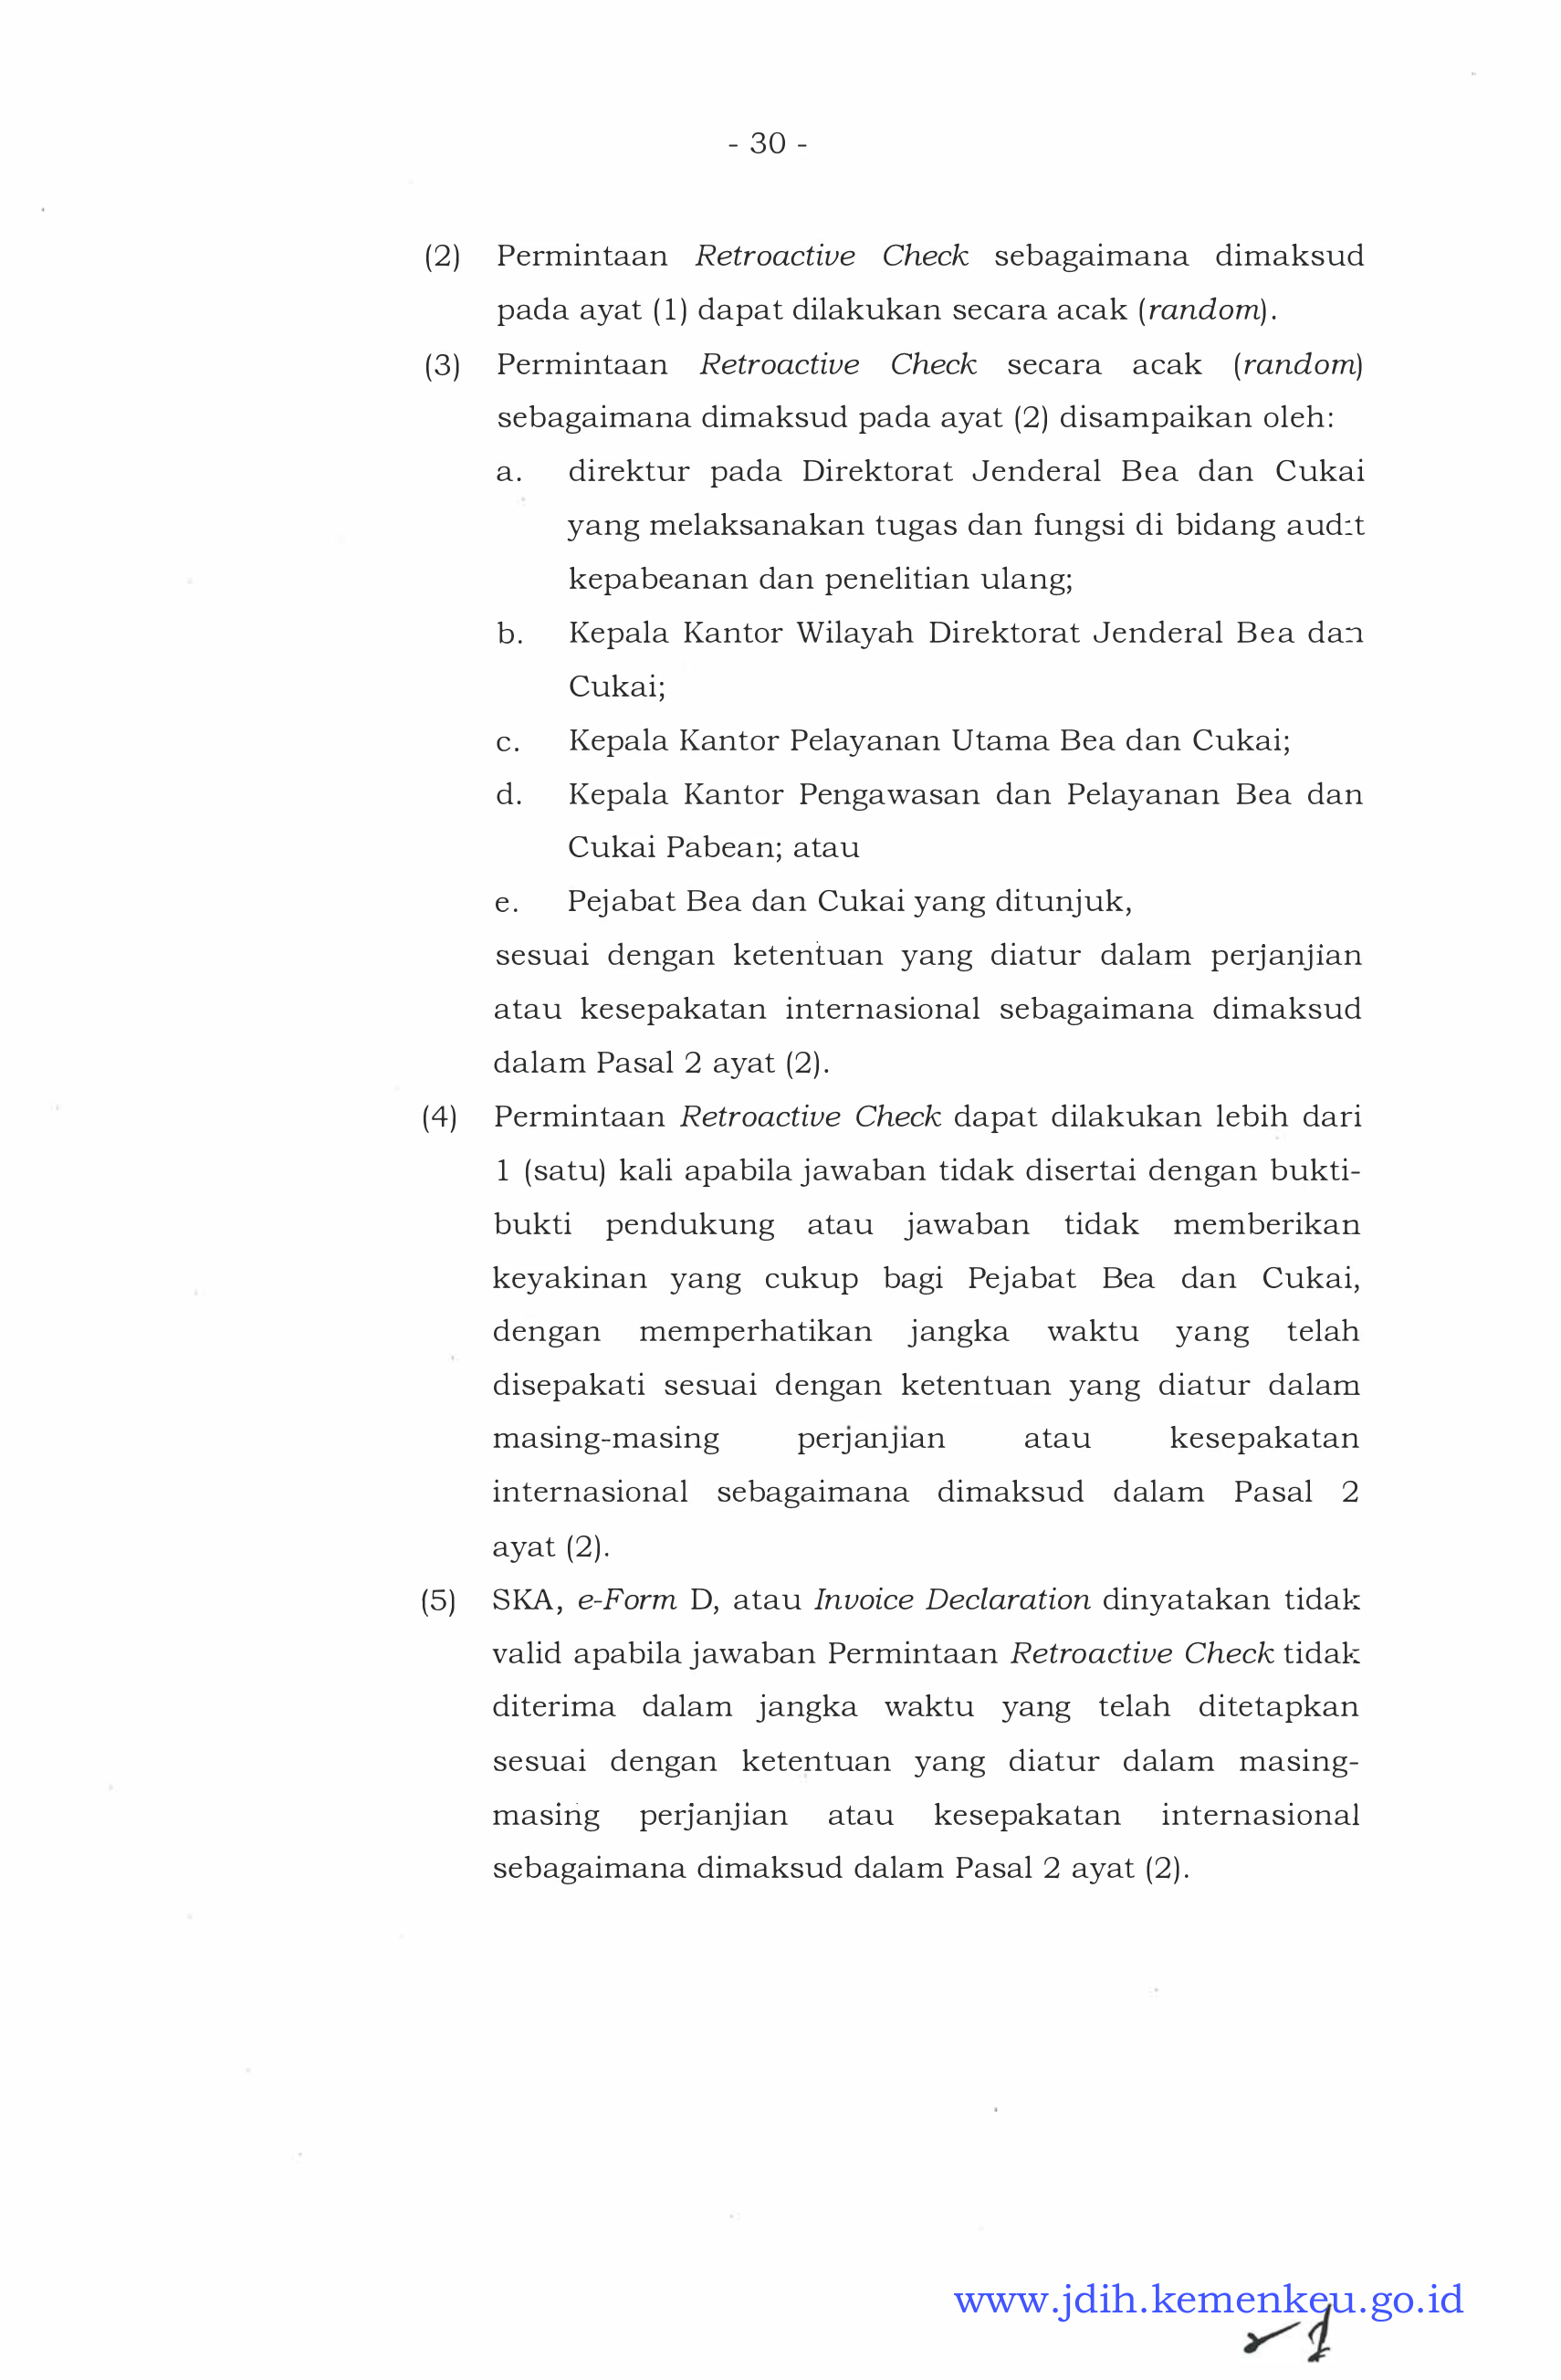 - 30 -
(2) Permintaan Retroactive Check sebagaimana dimaksud
pada ayat (1) dapat dilakukan secara acak (random).
(3) Permintaan Retroactive Check secara acak (random)
sebagaimana dimaksud pada ayat (2) disampaikan oleh:
a. direktur pada Direktorat Jenderal Bea dan Cukai
yang melaksanakan tugas dan fungsi di bidang audit
kepabeanan dan penelitian ulang;
b. Kepala Kantor Wilayah Direktorat Jenderal Bea dan
Cukai;
c. Kepala Kantor Pelayanan Utama Bea dan Cukai;
d. Kepala Kantor Pengawasan dan Pelayanan Bea dan
Cukai Pabean; atau
e. Pejabat Bea dan Cukai yang ditunjuk,
sesuai dengan ketentuan yang diatur dalam perjanjian
atau kesepakatan internasional sebagaimana dimaksud
dalam Pasal 2 ayat (2).
(4) Permintaan Retroactive Check dapat dilakukan lebih dari
1 (satu) kali apabila jawaban tidak disertai dengan bukti-
bukti pendukung atau jawaban tidak memberikan
keyakinan yang cukup bagi Pejabat Bea dan Cukai,
dengan memperhatikan jangka waktu yang telah
disepakati sesuai dengan ketentuan yang diatur dalam
masing-masing perjanjian atau kesepakatan
internasional sebagaimana dimaksud dalam Pasal 2
ayat (2).
(5) SKA, e-Form D, atau Invoice Declaration dinyatakan tidak
valid apabila jawaban Permintaan Retroactive Check tidak
diterima dalam jangka waktu yang telah ditetapkan
sesuai dengan ketentuan yang diatur dalam masing-
masing perjanjian atau kesepakatan internasional
sebagaimana dimaksud dalam Pasal 2 ayat (2).
www.jdih.kemenkeu.go.id